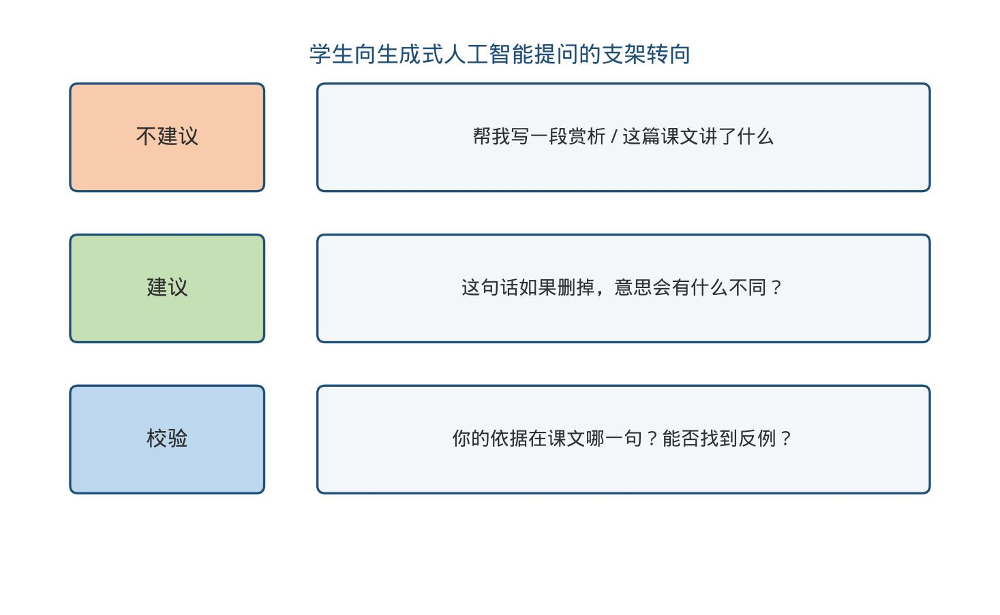 学生向生成式人工智能提问的支架转向
不建议
帮我写一段赏析 / 这篇课文讲了什么
建议
这句话如果删掉，意思会有什么不同？
校验
你的依据在课文哪一句？能否找到反例？